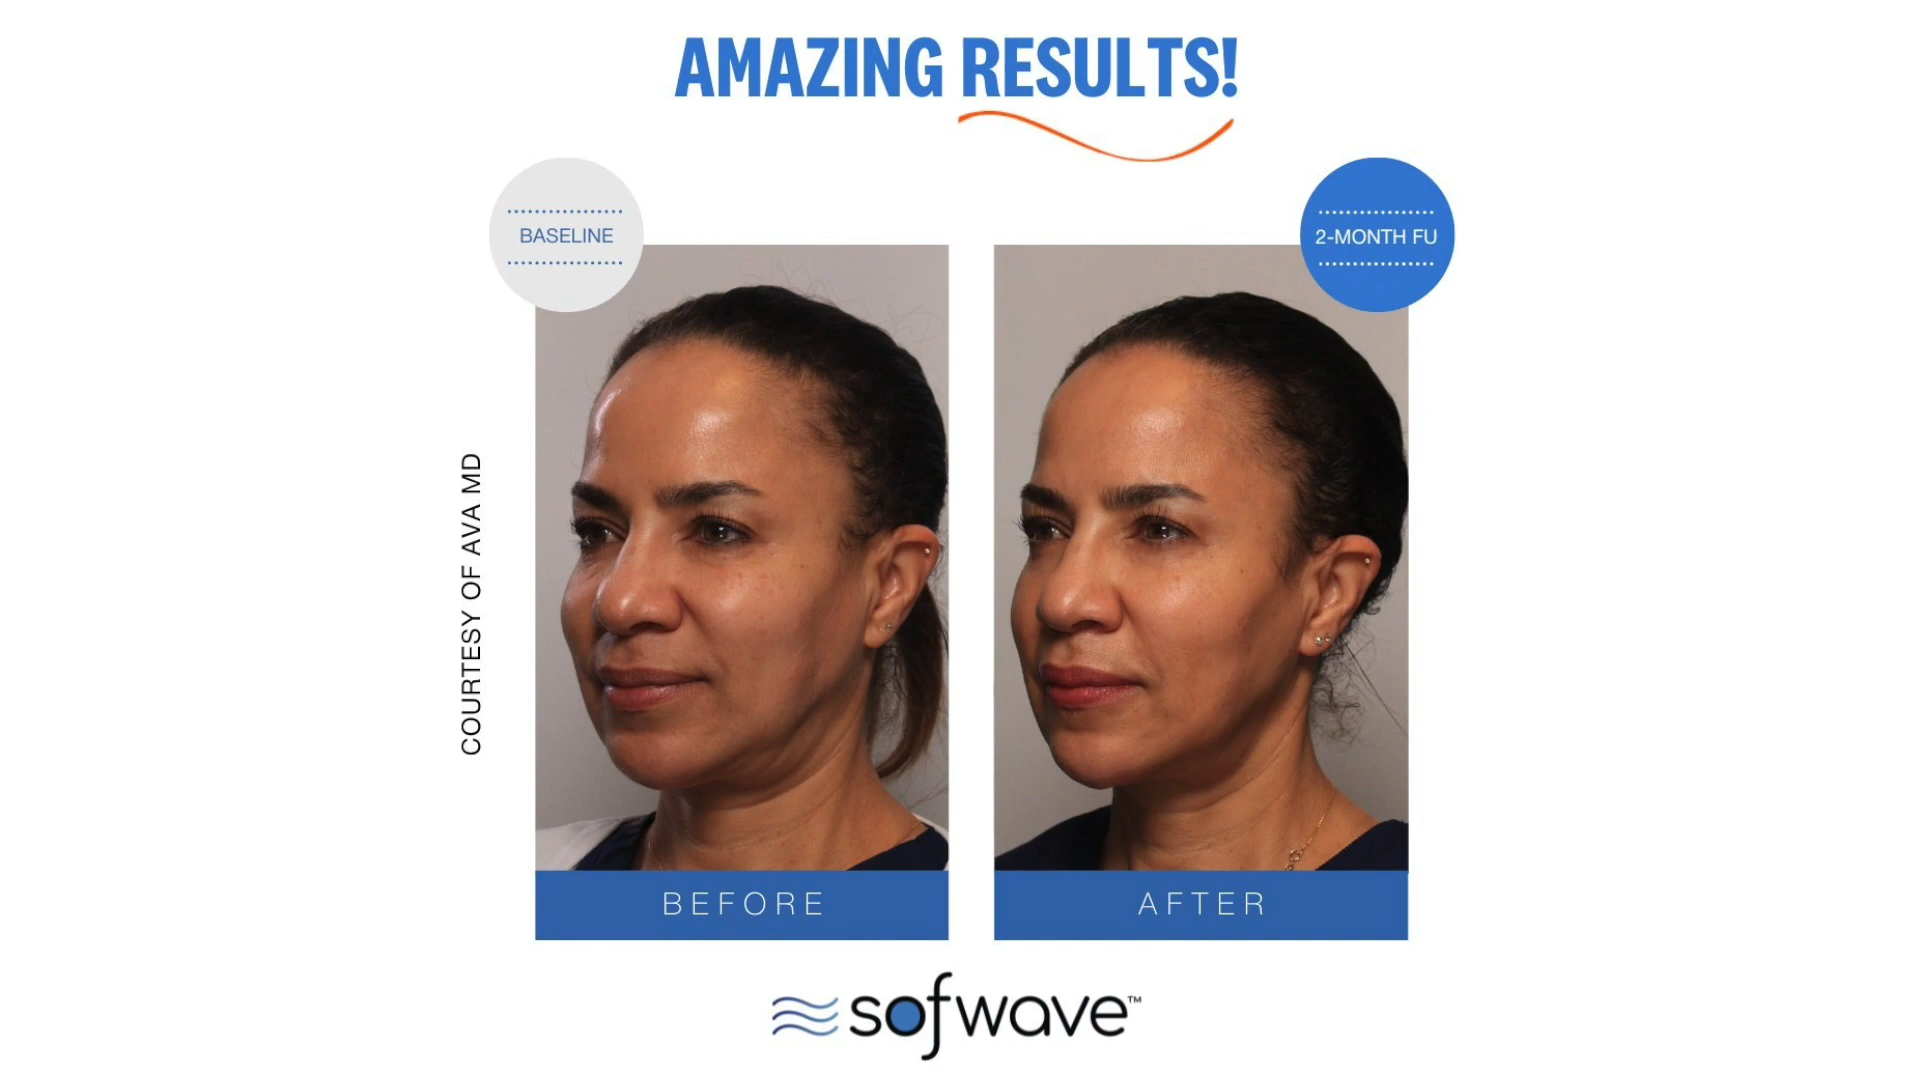 AMAZING RESULTS!
BASELINE
2-MONTH FU
COURTESY OF AVA MD
BEFORE
AFTER
sofwave™